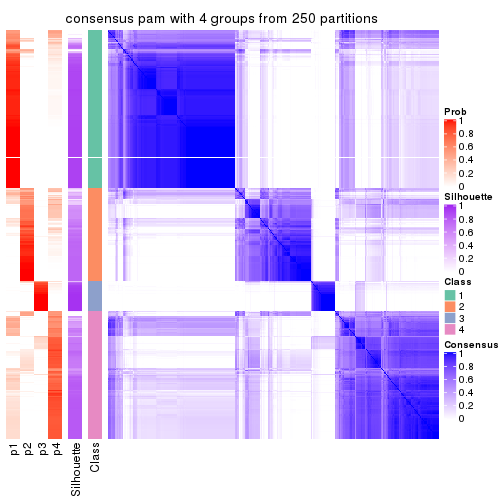 consensus pam with 4 groups from 250 partitions
Prob
1
0.8
0.6
0.4
0.2
0
Silhouette
1
0.8
0.6
0.4
0.2
0
Class
1
2
3
4
Consensus
1
0.8
0.6
0.4
0.2
0
p1
p2
p3
p4
Silhouette
Class